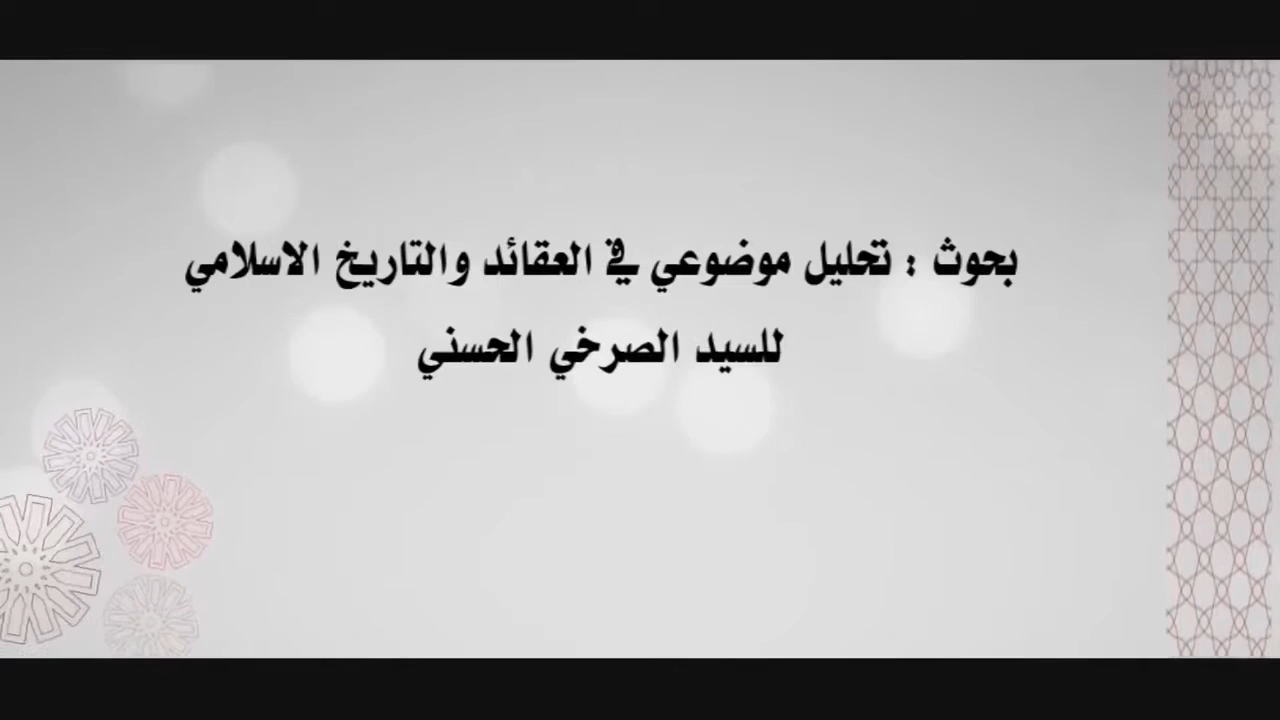 بحوث : تحليل موضوعي في العقائد والتاريخ الاسلامي
للسيد الصرخي الحسني